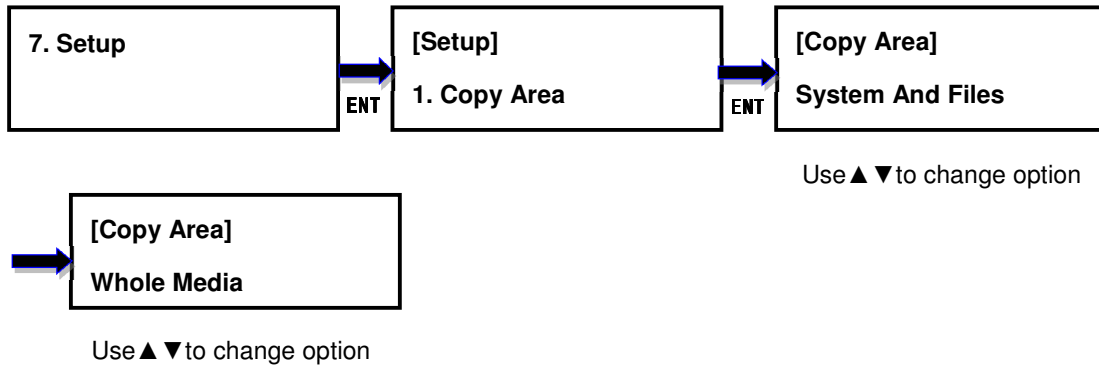 7. Setup
[Setup]
1. Copy Area
[Copy Area]
System And Files
ENT
ENT
Use▲▼to change option
[Copy Area]
Whole Media
Use▲▼to change option